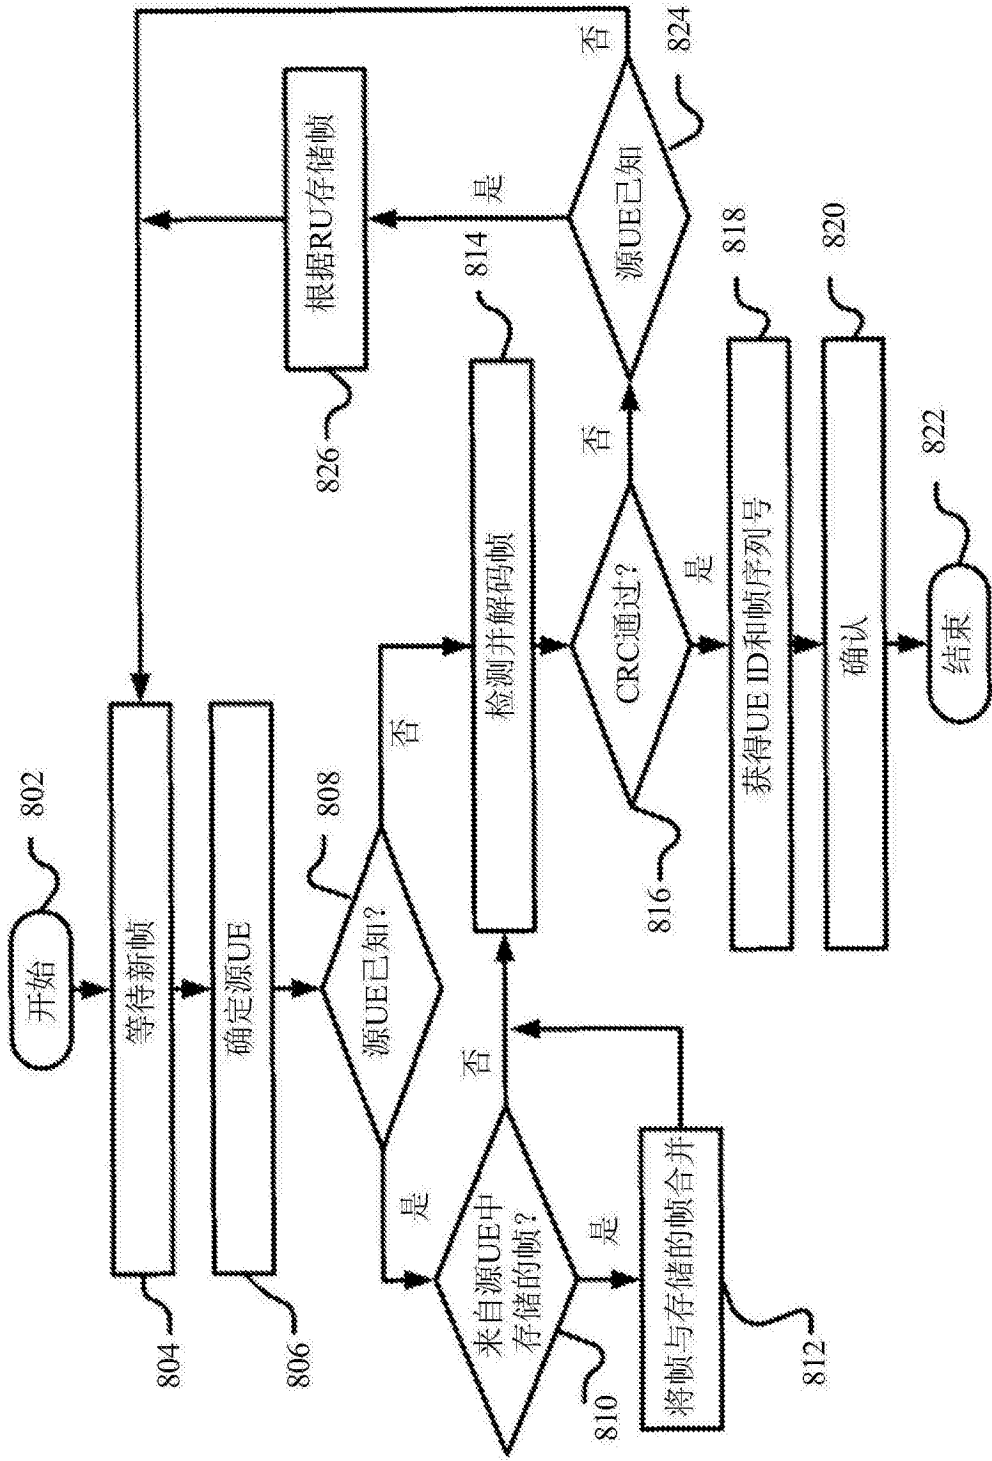 开始
802
等待新帧
804
确定源UE
806
源UE已知?
808
是
否
来自源UE中
存储的帧?
810
否
是
将帧与存储的帧合并
812
检测并解码帧
814
CRC通过?
816
否
是
获得UE ID和帧序列号
818
确认
820
结束
822
源UE已知
824
是
否
根据RU存储帧
826